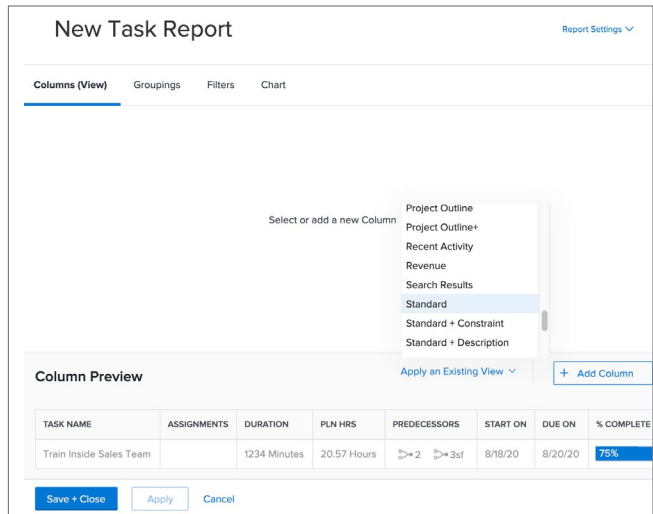 New Task Report
Report Settings
Columns (View) Groupings Filters Chart
Select or add a new Column
Project Outline
Project Outline+
Recent Activity
Revenue
Search Results
Standard
Standard + Constraint
Standard + Description
Column Preview
Apply an Existing View
+ Add Column
TASK NAME ASSIGNMENTS DURATION PLN HRS PREDECESSORS START ON DUE ON % COMPLETE
Train Inside Sales Team 1234 Minutes 20.57 Hours 2 3sf 8/18/20 8/20/20 75%
Save + Close Apply Cancel